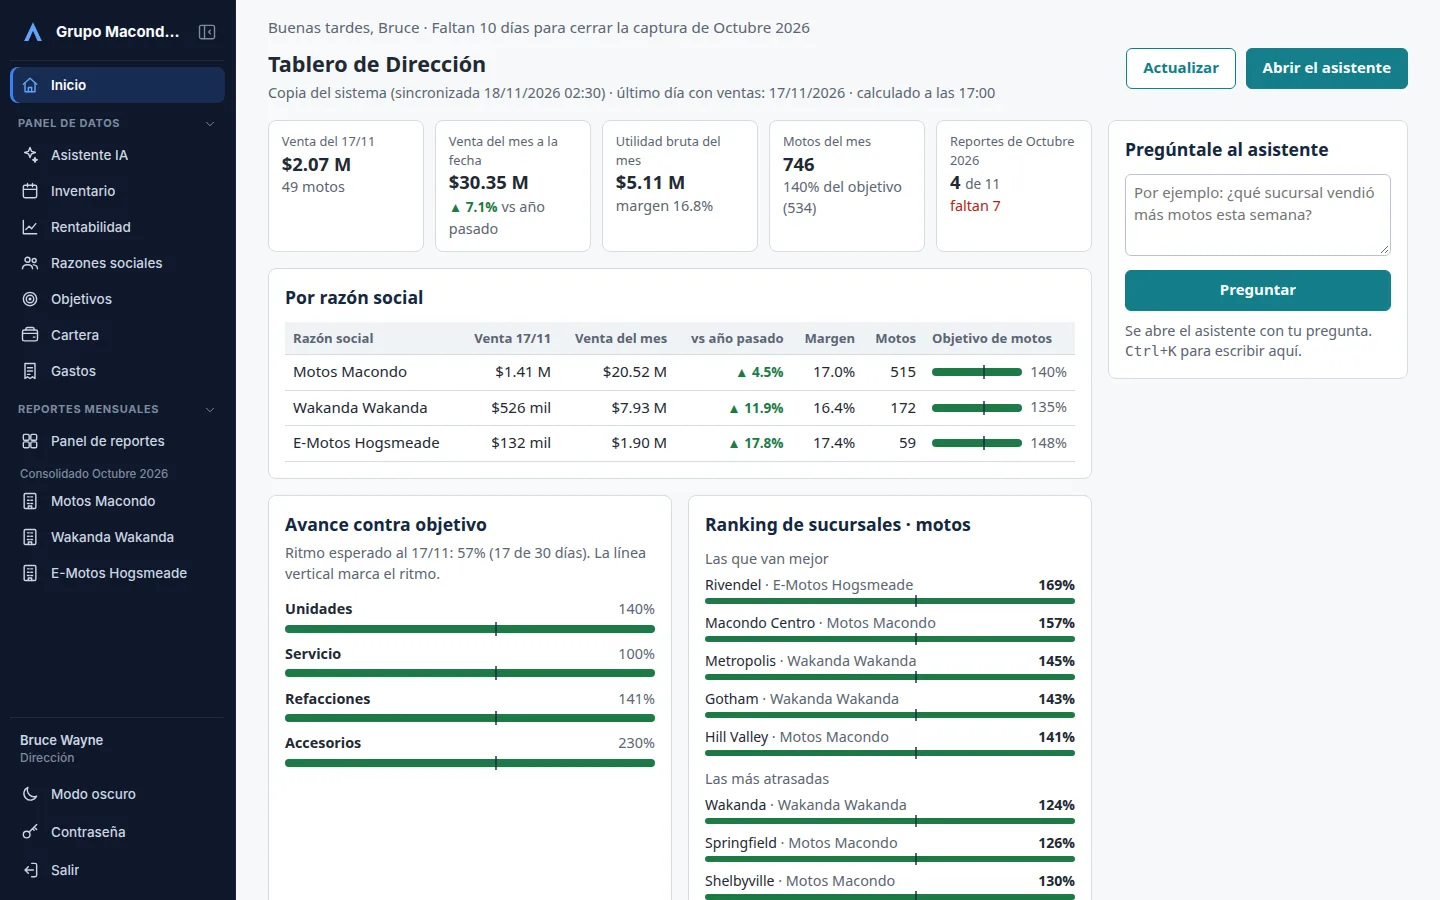 Grupo Macond...
Inicio
PANEL DE DATOS
Asistente IA
Inventario
Rentabilidad
Razones sociales
Objetivos
Cartera
Gastos
REPORTES MENSUALES
Panel de reportes
Consolidado Octubre 2026
Motos Macondo
Wakanda Wakanda
E-Motos Hogsmeade
Bruce Wayne
Dirección
Modo oscuro
Contraseña
Salir
Buenas tardes, Bruce · Faltan 10 días para cerrar la captura de Octubre 2026
Tablero de Dirección
Copia del sistema (sincronizada 18/11/2026 02:30) · último día con ventas: 17/11/2026 · calculado a las 17:00
Actualizar
Abrir el asistente
Venta del 17/11
$2.07 M
49 motos
Venta del mes a la
fecha
$30.35 M
▲ 7.1% vs año
pasado
Utilidad bruta del
mes
$5.11 M
margen 16.8%
Motos del mes
746
140% del objetivo
(534)
Reportes de Octubre
2026
4 de 11
faltan 7
Pregúntale al asistente
Por ejemplo: ¿qué sucursal vendió
más motos esta semana?
Preguntar
Se abre el asistente con tu pregunta.
Ctrl+K para escribir aquí.
Por razón social
Razón social Venta 17/11 Venta del mes vs año pasado Margen Motos Objetivo de motos
Motos Macondo $1.41 M $20.52 M ▲ 4.5% 17.0% 515 140%
Wakanda Wakanda $526 mil $7.93 M ▲ 11.9% 16.4% 172 135%
E-Motos Hogsmeade $132 mil $1.90 M ▲ 17.8% 17.4% 59 148%
Avance contra objetivo
Ritmo esperado al 17/11: 57% (17 de 30 días). La línea
vertical marca el ritmo.
Unidades 140%
Servicio 100%
Refacciones 141%
Accesorios 230%
Ranking de sucursales · motos
Las que van mejor
Rivendel · E-Motos Hogsmeade 169%
Macondo Centro · Motos Macondo 157%
Metropolis · Wakanda Wakanda 145%
Gotham · Wakanda Wakanda 143%
Hill Valley · Motos Macondo 141%
Las más atrasadas
Wakanda · Wakanda Wakanda 124%
Springfield · Motos Macondo 126%
Shelbyville · Motos Macondo 130%